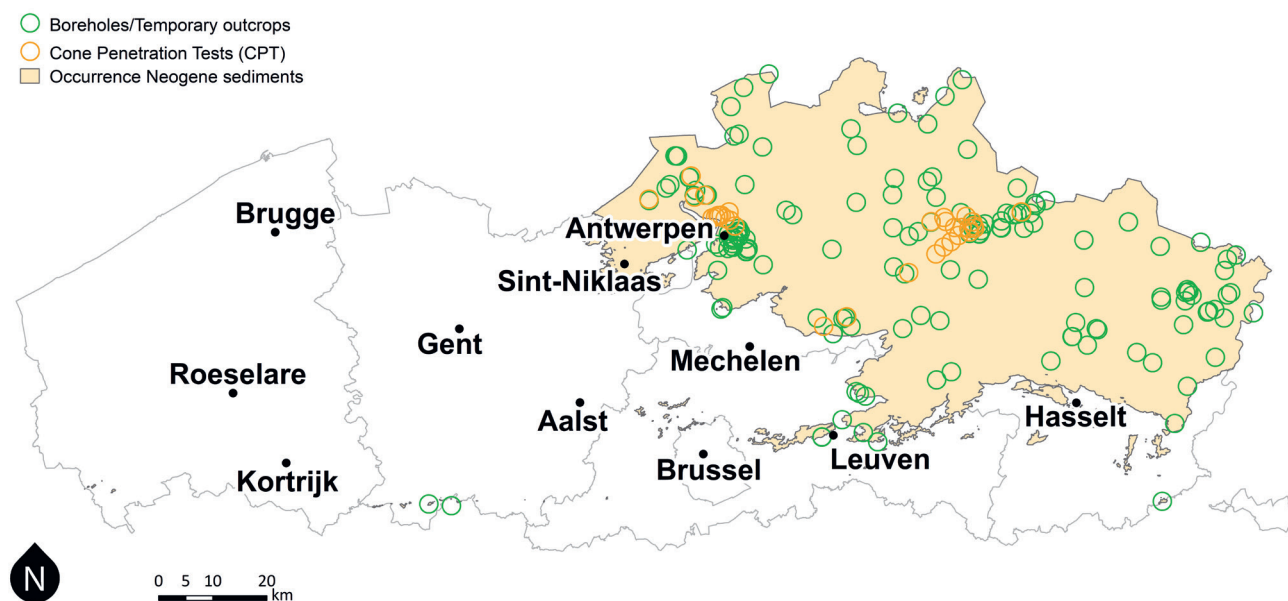 Boreholes/Temporary outcrops
Cone Penetration Tests (CPT)
Occurrence Neogene sediments
Brugge
Antwerpen
Sint-Niklaas
Gent
Mechelen
Roeselare
Aalst
Hasselt
Brussel
Leuven
Kortrijk
N
0 5 10 20
km